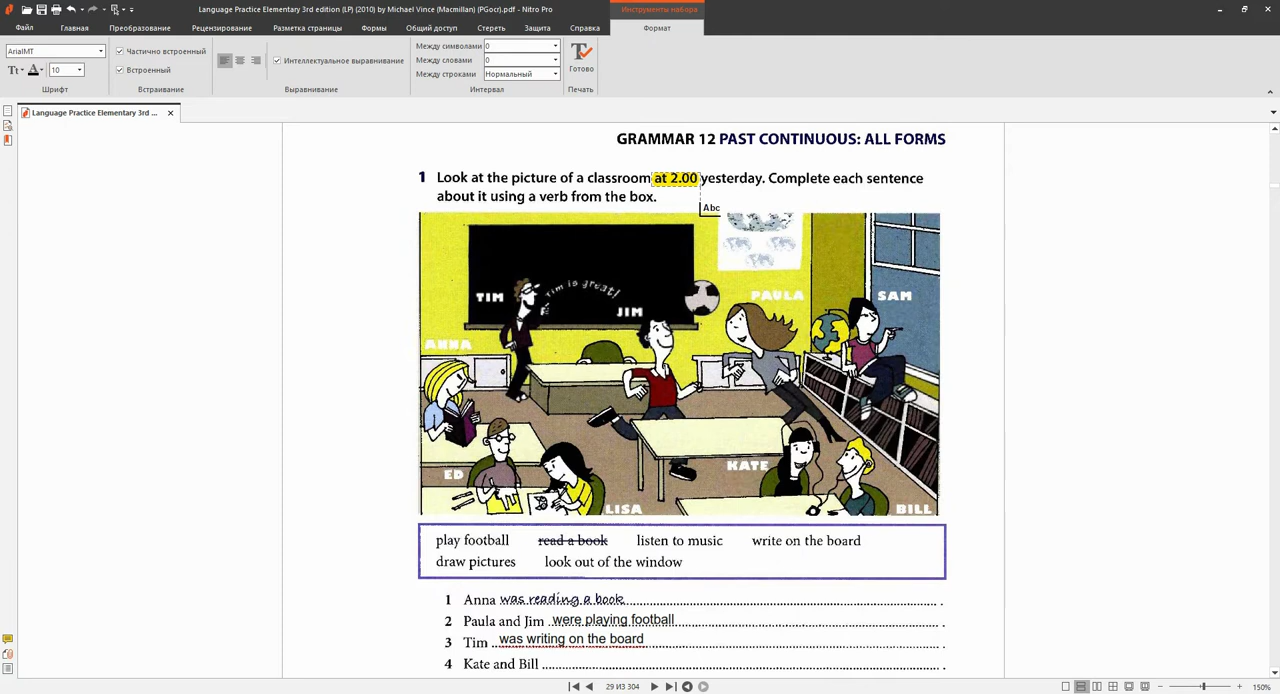 Language Practice Elementary 3rd edition (LP) (2010) by Michael Vince (Macmillan) (PGocr).pdf - Nitro Pro
Инструменты набора
Файл Главная Преобразование Рецензирование Разметка страницы Формы Общий доступ Стереть Защита Справка Формат
ArialMT
Частично встроенный
Tt A 10
Встроенный
Интеллектуальное выравнивание
Между символами 0
Между словами 0
Между строками Нормальный
Готово
Шрифт Встраивание Выравнивание Интервал Печать
Language Practice Elementary 3rd ...
GRAMMAR 12 PAST CONTINUOUS: ALL FORMS
1 Look at the picture of a classroom at 2.00 yesterday. Complete each sentence
about it using a verb from the box.
Abc
TIM
Tim is great!
JIM
PAULA
SAM
ANNA
ED
LISA
KATE
BILL
play football read a book listen to music write on the board
draw pictures look out of the window
1 Anna was reading a book .
2 Paula and Jim were playing football .
3 Tim was writing on the board .
4 Kate and Bill .
29 ИЗ 304
150%